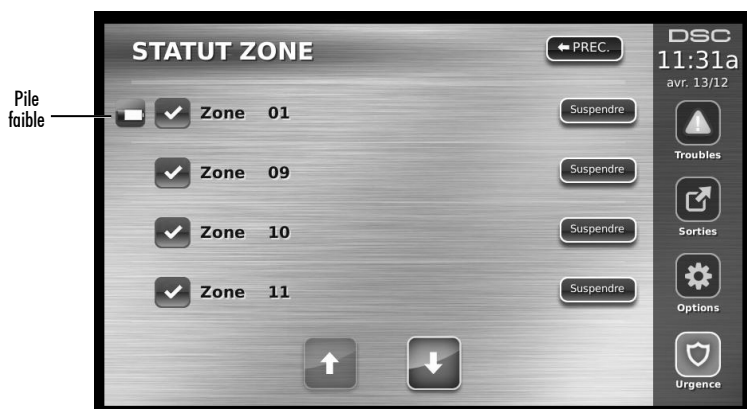 STATUT ZONE
PREC.
DSC
11:31a
avr. 13/12
Pile
faible
Zone 01
Suspendre
Troubles
Zone 09
Suspendre
Sorties
Zone 10
Suspendre
Zone 11
Suspendre
Options
Urgence